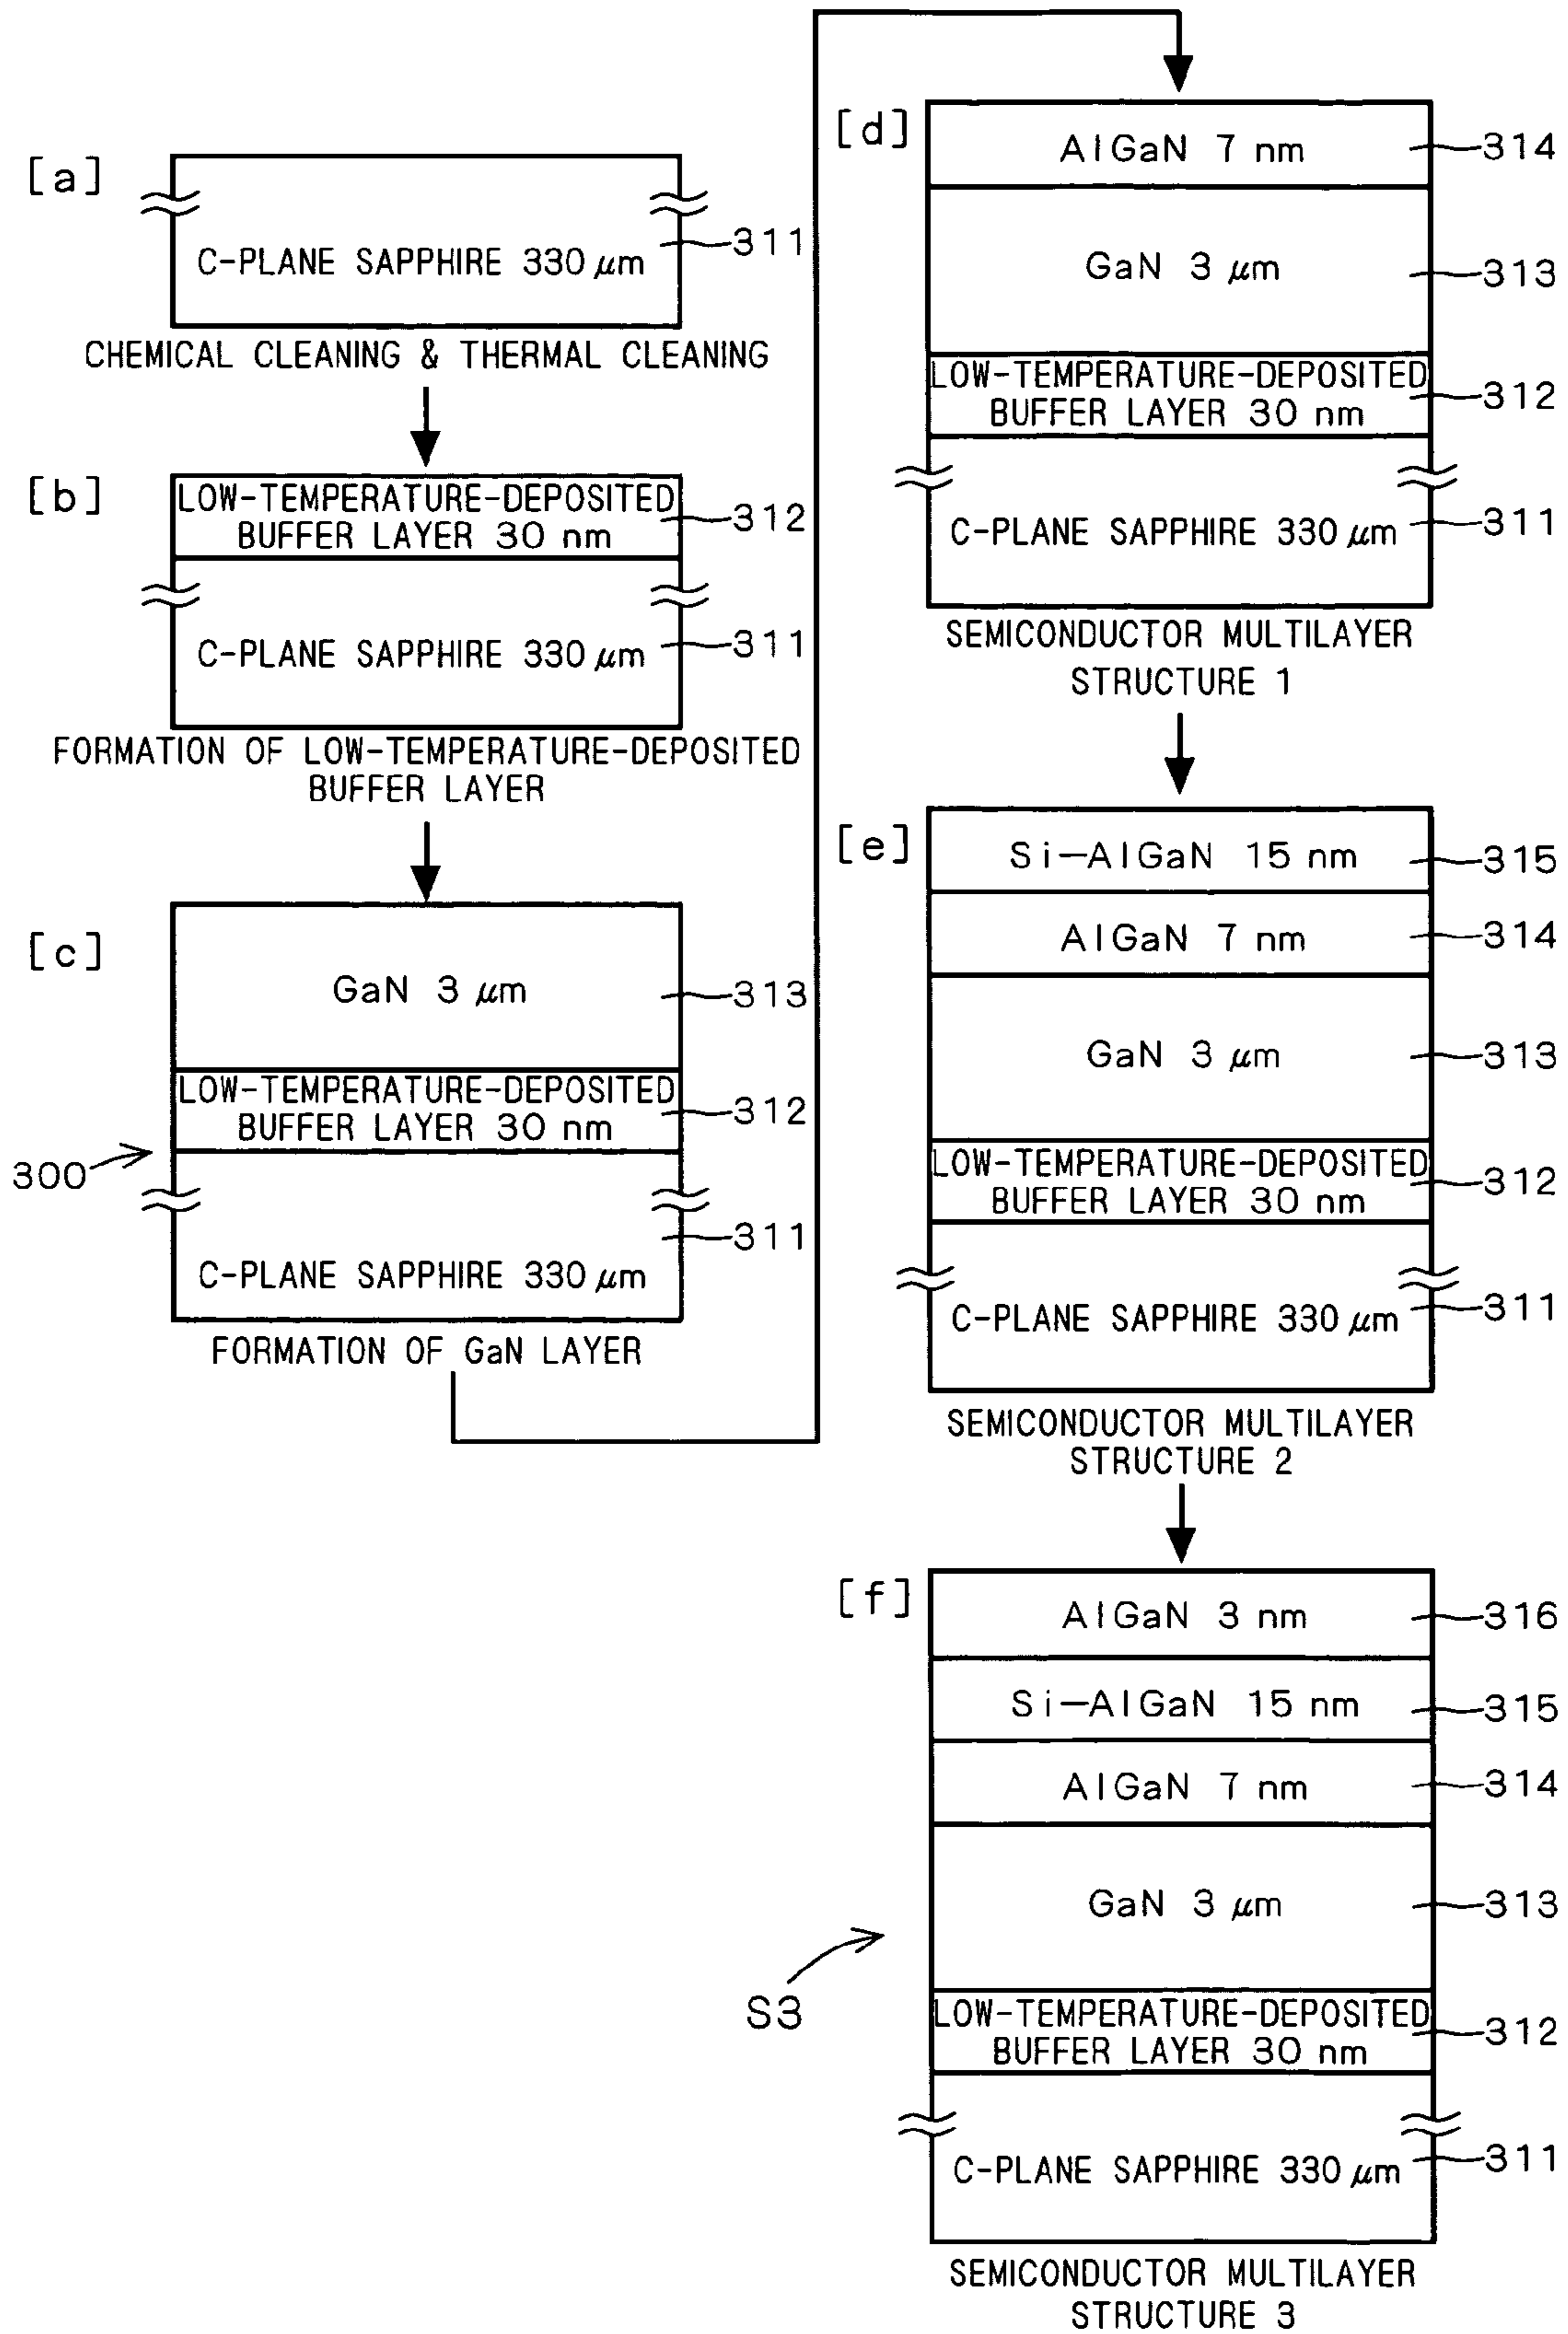 [a]
C-PLANE SAPPHIRE 330 μm
311
CHEMICAL CLEANING & THERMAL CLEANING
[b]
LOW-TEMPERATURE-DEPOSITED
BUFFER LAYER 30 nm
312
C-PLANE SAPPHIRE 330 μm
311
FORMATION OF LOW-TEMPERATURE-DEPOSITED
BUFFER LAYER
[c]
GaN 3 μm
313
LOW-TEMPERATURE-DEPOSITED
BUFFER LAYER 30 nm
312
300
311
C-PLANE SAPPHIRE 330 μm
FORMATION OF GaN LAYER
[d]
AlGaN 7 nm
314
GaN 3 μm
313
LOW-TEMPERATURE-DEPOSITED
BUFFER LAYER 30 nm
312
C-PLANE SAPPHIRE 330 μm
311
SEMICONDUCTOR MULTILAYER
STRUCTURE 1
[e]
Si-AlGaN 15 nm
315
AlGaN 7 nm
314
GaN 3 μm
313
LOW-TEMPERATURE-DEPOSITED
BUFFER LAYER 30 nm
312
C-PLANE SAPPHIRE 330 μm
311
SEMICONDUCTOR MULTILAYER
STRUCTURE 2
[f]
AlGaN 3 nm
316
Si-AlGaN 15 nm
315
AlGaN 7 nm
314
GaN 3 μm
313
S3
LOW-TEMPERATURE-DEPOSITED
BUFFER LAYER 30 nm
312
C-PLANE SAPPHIRE 330 μm
311
SEMICONDUCTOR MULTILAYER
STRUCTURE 3